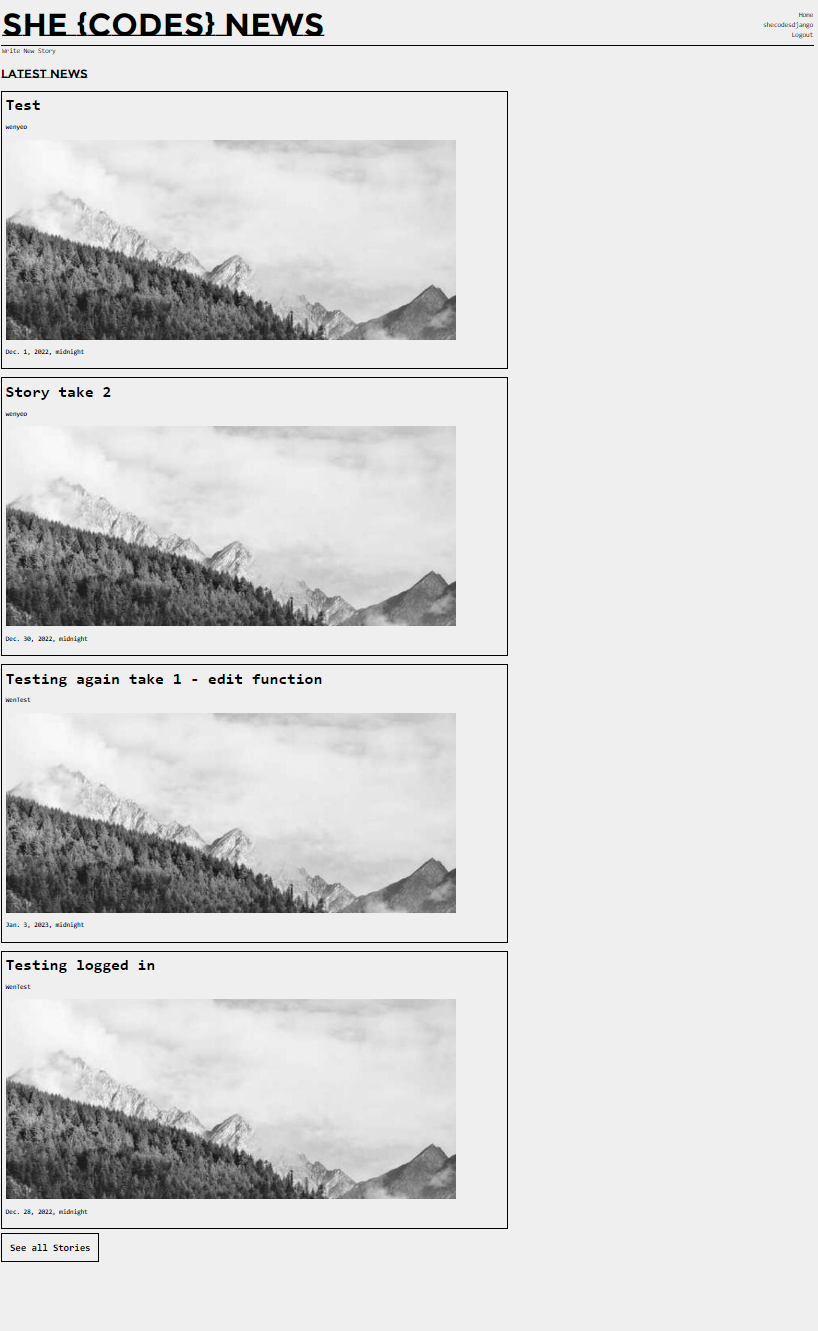 SHE {CODES} NEWS
Home
shecodesdjango
Logout
Write New Story
LATEST NEWS
Test
wenyeo
Dec. 1, 2022, midnight
Story take 2
wenyeo
Dec. 30, 2022, midnight
Testing again take 1 - edit function
WenTest
Jan. 3, 2023, midnight
Testing logged in
WenTest
Dec. 28, 2022, midnight
See all Stories